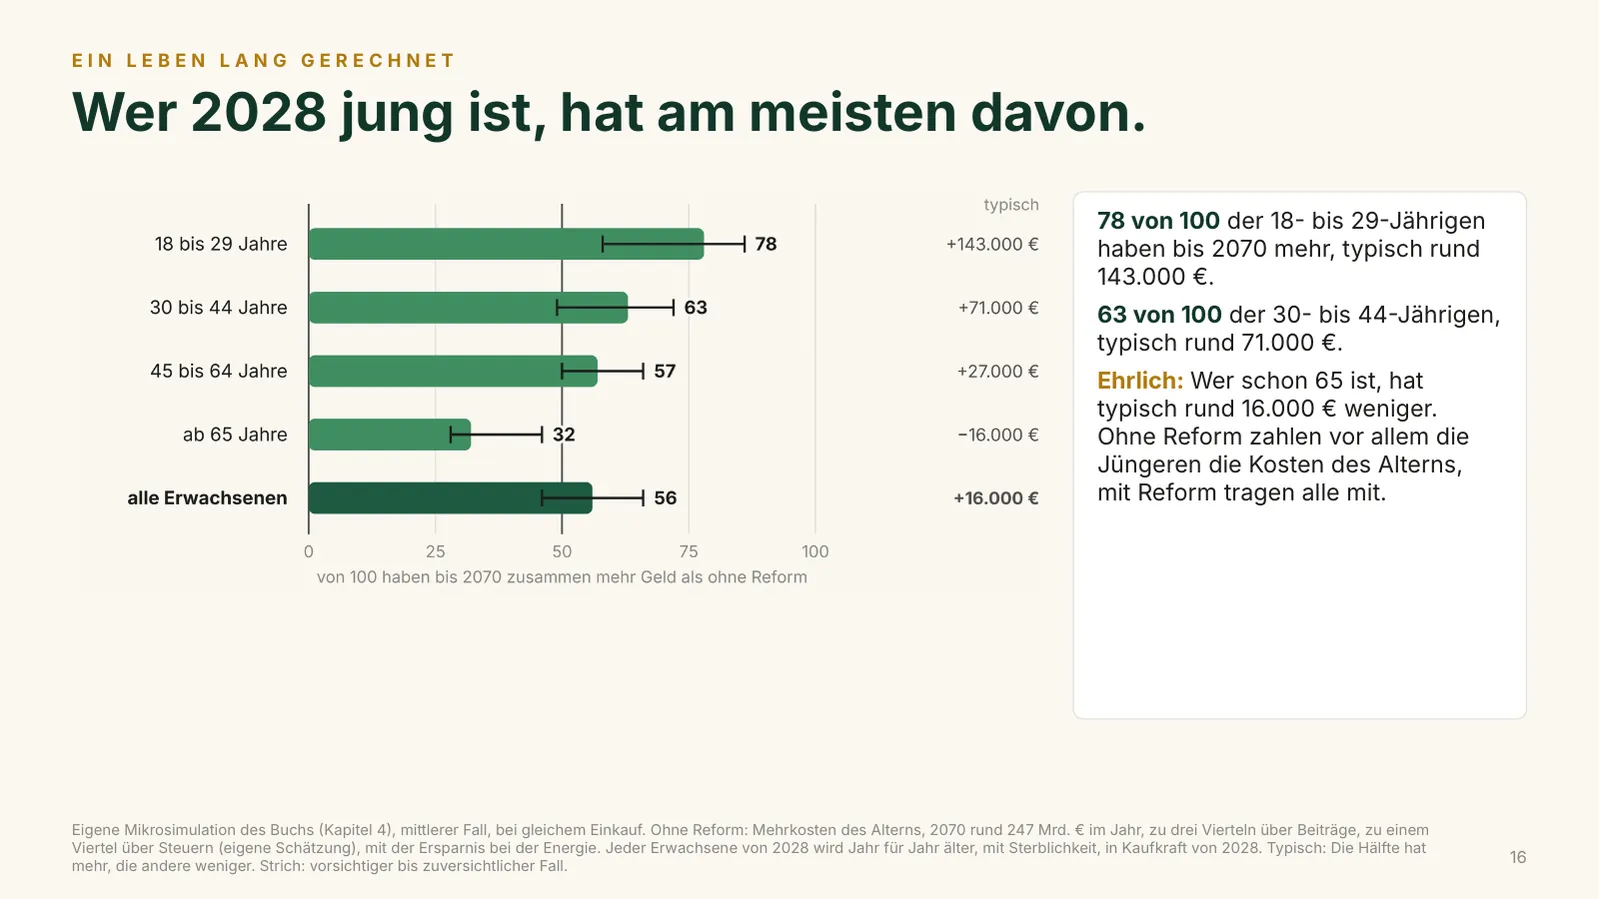 EIN LEBEN LANG GERECHNET
Wer 2028 jung ist, hat am meisten davon.
typisch
18 bis 29 Jahre 78 +143.000 €
30 bis 44 Jahre 63 +71.000 €
45 bis 64 Jahre 57 +27.000 €
ab 65 Jahre 32 −16.000 €
alle Erwachsenen 56 +16.000 €
0 25 50 75 100
von 100 haben bis 2070 zusammen mehr Geld als ohne Reform
78 von 100 der 18- bis 29-Jährigen
haben bis 2070 mehr, typisch rund
143.000 €.
63 von 100 der 30- bis 44-Jährigen,
typisch rund 71.000 €.
Ehrlich: Wer schon 65 ist, hat
typisch rund 16.000 € weniger.
Ohne Reform zahlen vor allem die
Jüngeren die Kosten des Alterns,
mit Reform tragen alle mit.
Eigene Mikrosimulation des Buchs (Kapitel 4), mittlerer Fall, bei gleichem Einkauf. Ohne Reform: Mehrkosten des Alterns, 2070 rund 247 Mrd. € im Jahr, zu drei Vierteln über Beiträge, zu einem
Viertel über Steuern (eigene Schätzung), mit der Ersparnis bei der Energie. Jeder Erwachsene von 2028 wird Jahr für Jahr älter, mit Sterblichkeit, in Kaufkraft von 2028. Typisch: Die Hälfte hat
mehr, die andere weniger. Strich: vorsichtiger bis zuversichtlicher Fall.
16